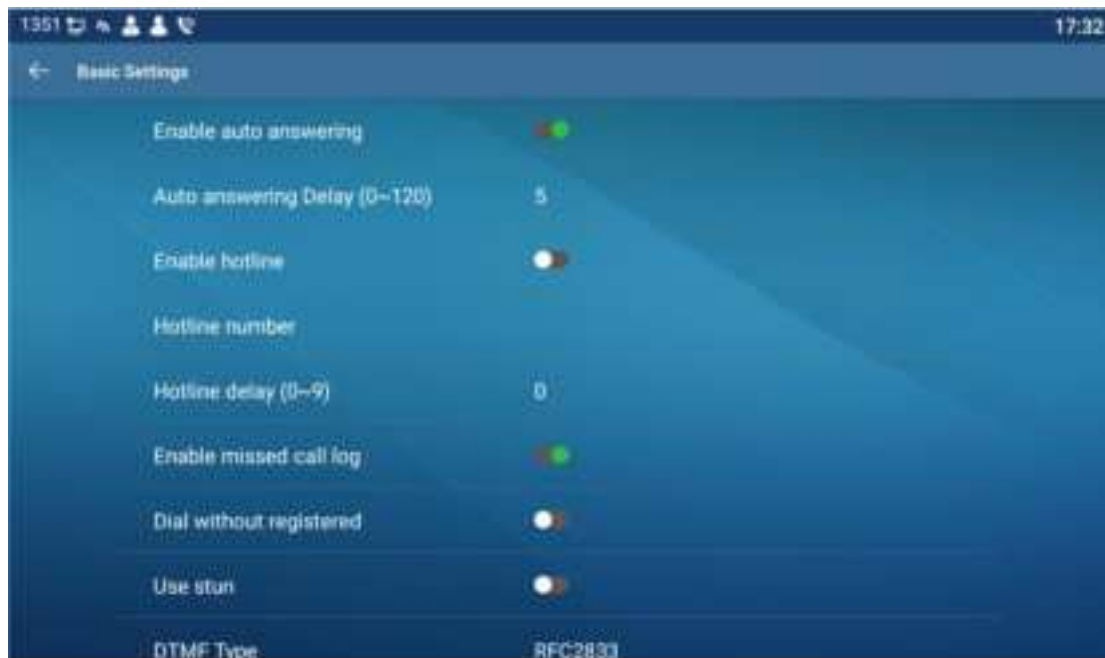 1351
17:32
Basic Settings
Enable auto answering
Auto answering Delay (0~120) 5
Enable hotline
Hotline number
Hotline delay (0~9) 0
Enable missed call log
Dial without registered
Use stun
DTMF Type RFC2833